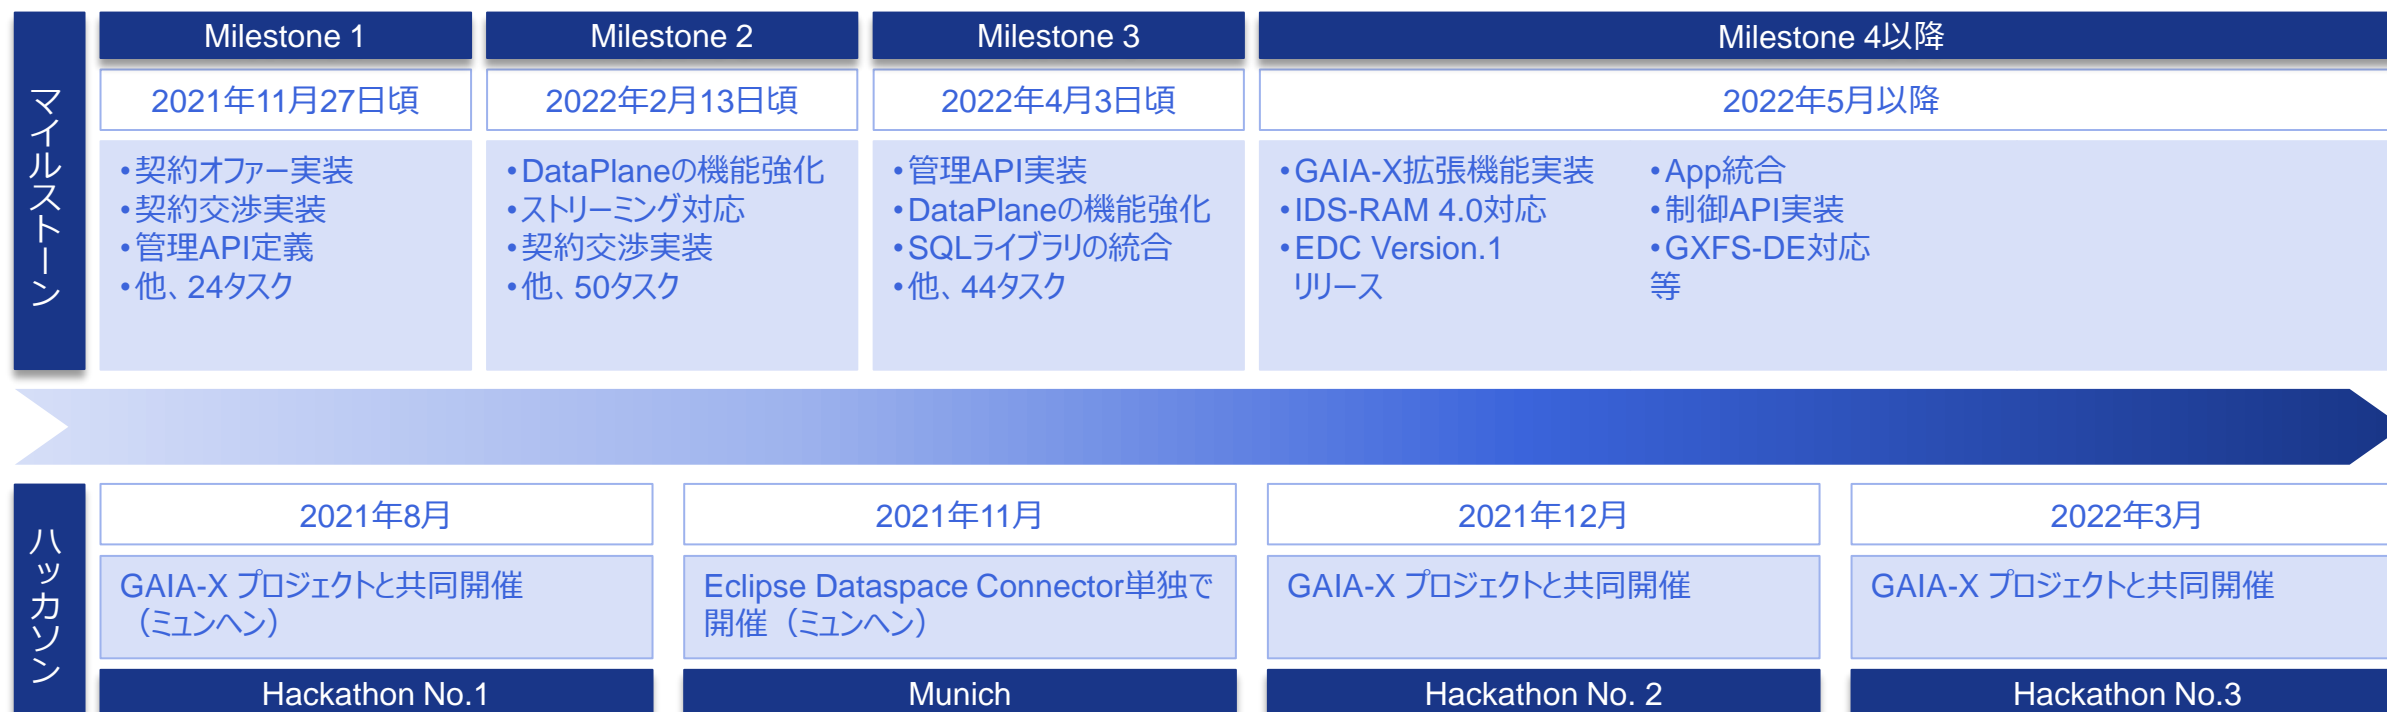 マイルストーン
Milestone 1
2021年11月27日頃
•契約オファー実装
•契約交渉実装
•管理API定義
•他、24タスク
Milestone 2
2022年2月13日頃
•DataPlaneの機能強化
•ストリーミング対応
•契約交渉実装
•他、50タスク
Milestone 3
2022年4月3日頃
•管理API実装
•DataPlaneの機能強化
•SQLライブラリの統合
•他、44タスク
Milestone 4以降
2022年5月以降
•GAIA-X拡張機能実装
•IDS-RAM 4.0対応
•EDC Version.1
リリース
•App統合
•制御API実装
•GXFS-DE対応
等
ハッカソン
2021年8月
GAIA-X プロジェクトと共同開催
（ミュンヘン）
Hackathon No.1
2021年11月
Eclipse Dataspace Connector単独で
開催（ミュンヘン）
Munich
2021年12月
GAIA-X プロジェクトと共同開催
Hackathon No. 2
2022年3月
GAIA-X プロジェクトと共同開催
Hackathon No.3